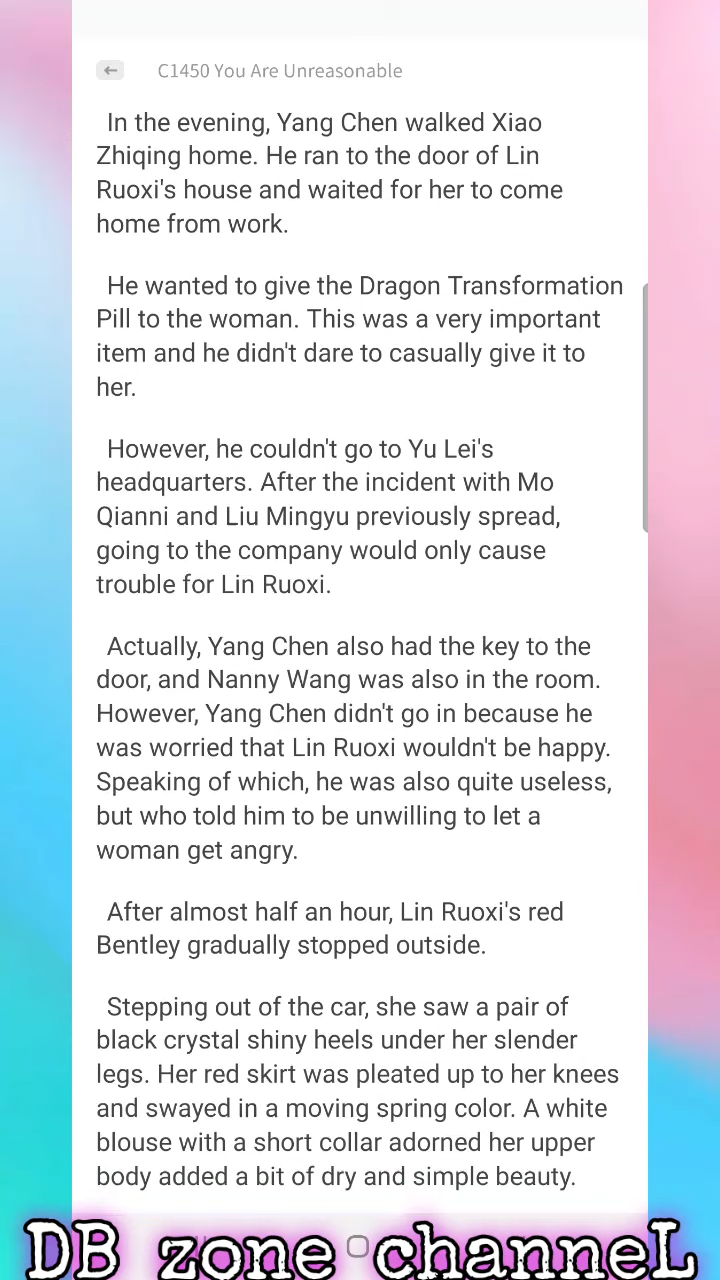 C1450 You Are Unreasonable
In the evening, Yang Chen walked Xiao
Zhiqing home. He ran to the door of Lin
Ruoxi's house and waited for her to come
home from work.
He wanted to give the Dragon Transformation
Pill to the woman. This was a very important
item and he didn't dare to casually give it to
her.
However, he couldn't go to Yu Lei's
headquarters. After the incident with Mo
Qianni and Liu Mingyu previously spread,
going to the company would only cause
trouble for Lin Ruoxi.
Actually, Yang Chen also had the key to the
door, and Nanny Wang was also in the room.
However, Yang Chen didn't go in because he
was worried that Lin Ruoxi wouldn't be happy.
Speaking of which, he was also quite useless,
but who told him to be unwilling to let a
woman get angry.
After almost half an hour, Lin Ruoxi's red
Bentley gradually stopped outside.
Stepping out of the car, she saw a pair of
black crystal shiny heels under her slender
legs. Her red skirt was pleated up to her knees
and swayed in a moving spring color. A white
blouse with a short collar adorned her upper
body added a bit of dry and simple beauty.
DB zone channeL